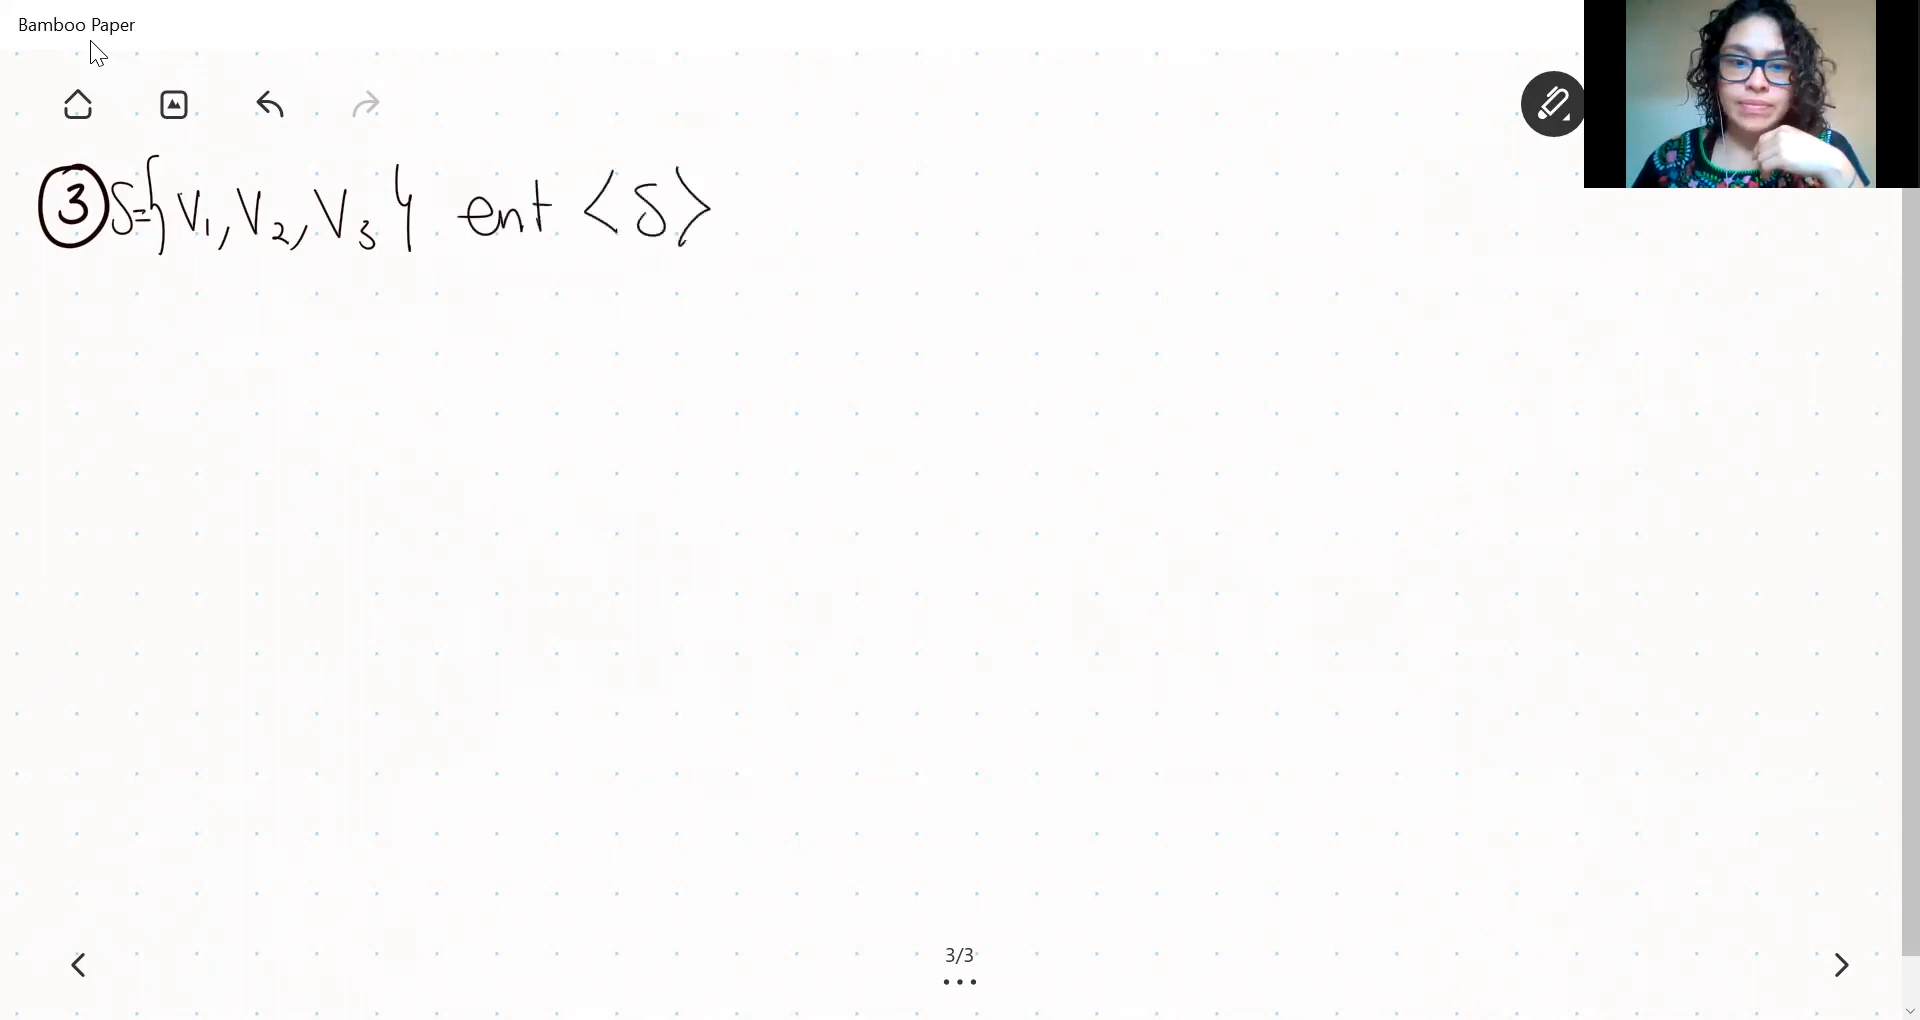 Bamboo Paper
③ S={V₁, V₂, V₃} ent <S>
3/3